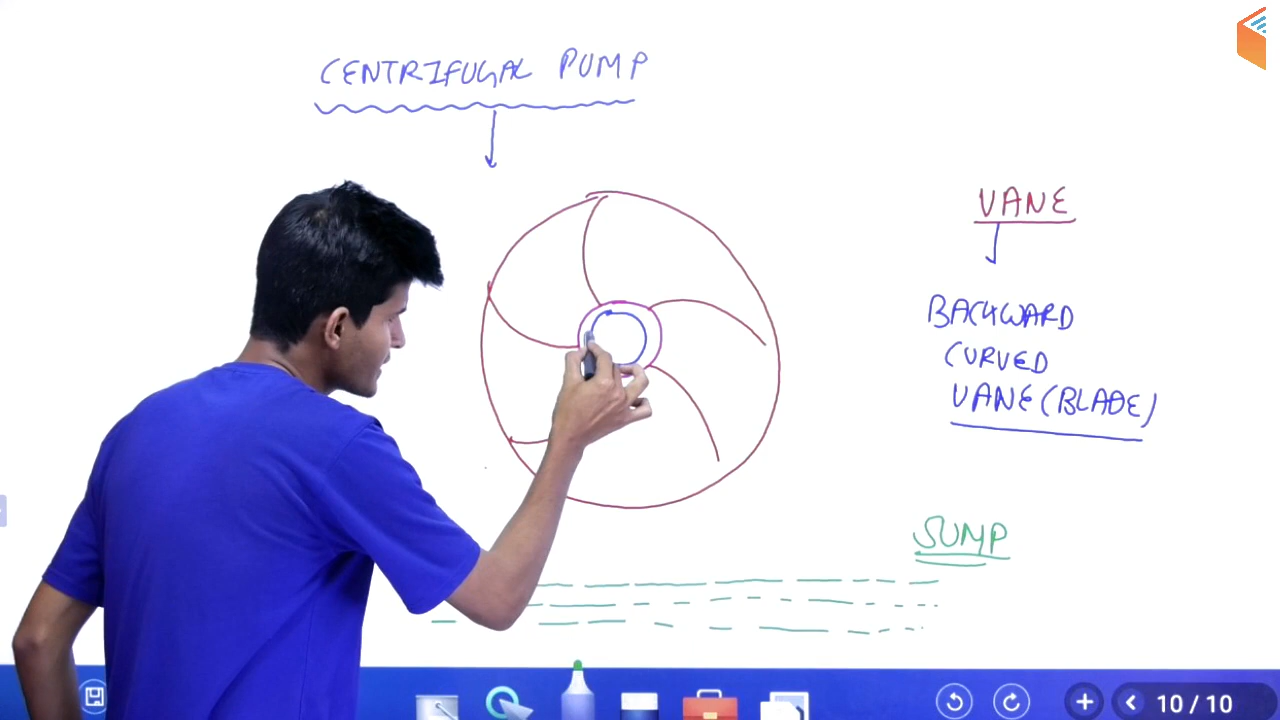 CENTRIFUGAL PUMP
VANE
BACKWARD
CURVED
VANE (BLADE)
SUMP
10 / 10